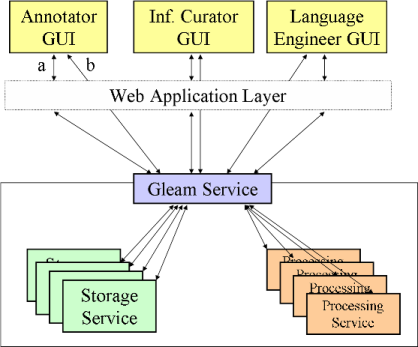 Annotator
GUI
Inf. Curator
GUI
Language
Engineer GUI
a
b
Web Application Layer
Gleam Service
Storage
Service
Processing
Processing
Processing
Processing
Service